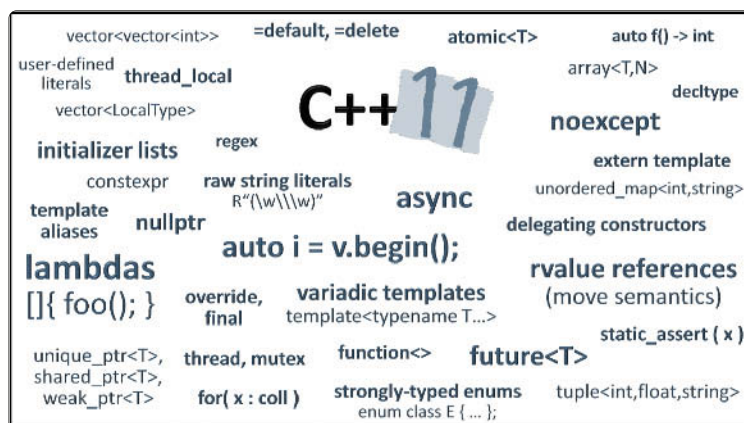 vector<vector<int>>
=default, =delete
atomic<T>
auto f() -> int
user-defined
literals
thread_local
array<T,N>
decltype
vector<LocalType>
C++11
noexcept
initializer lists
regex
extern template
constexpr
raw string literals
R"(\w\\\w)"
async
unordered_map<int,string>
template
aliases
nullptr
delegating constructors
auto i = v.begin();
lambdas
[]{ foo(); }
override,
final
variadic templates
template<typename T...>
rvalue references
(move semantics)
static_assert ( x )
unique_ptr<T>,
shared_ptr<T>,
weak_ptr<T>
thread, mutex
function<>
future<T>
for( x : coll )
strongly-typed enums
enum class E { ... };
tuple<int,float,string>